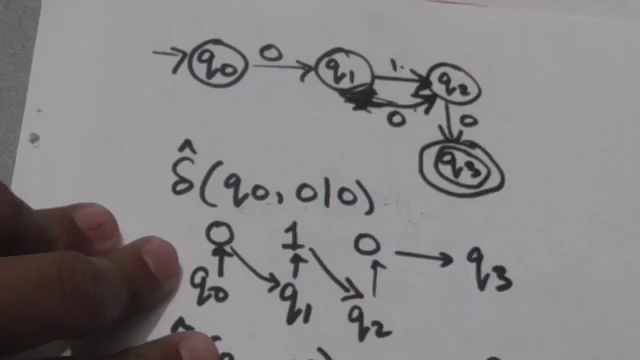 q0 0 q1 1 q2
0 0
q3
δ̂(q0, 010)
0 1 0 q3
q0 q1 q2